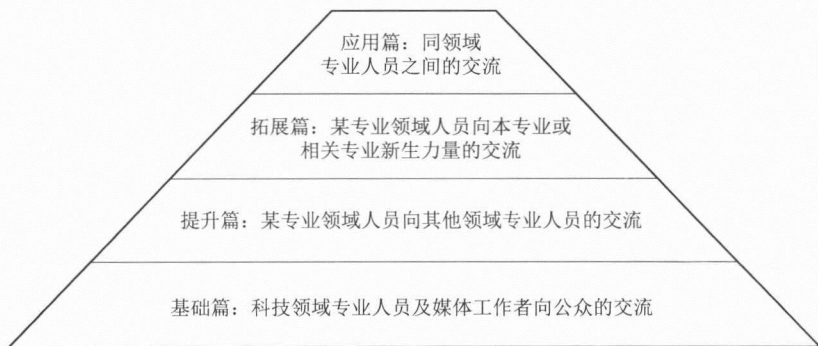 应用篇：同领域
专业人员之间的交流
拓展篇：某专业领域人员向本专业或
相关专业新生力量的交流
提升篇：某专业领域人员向其他领域专业人员的交流
基础篇：科技领域专业人员及媒体工作者向公众的交流